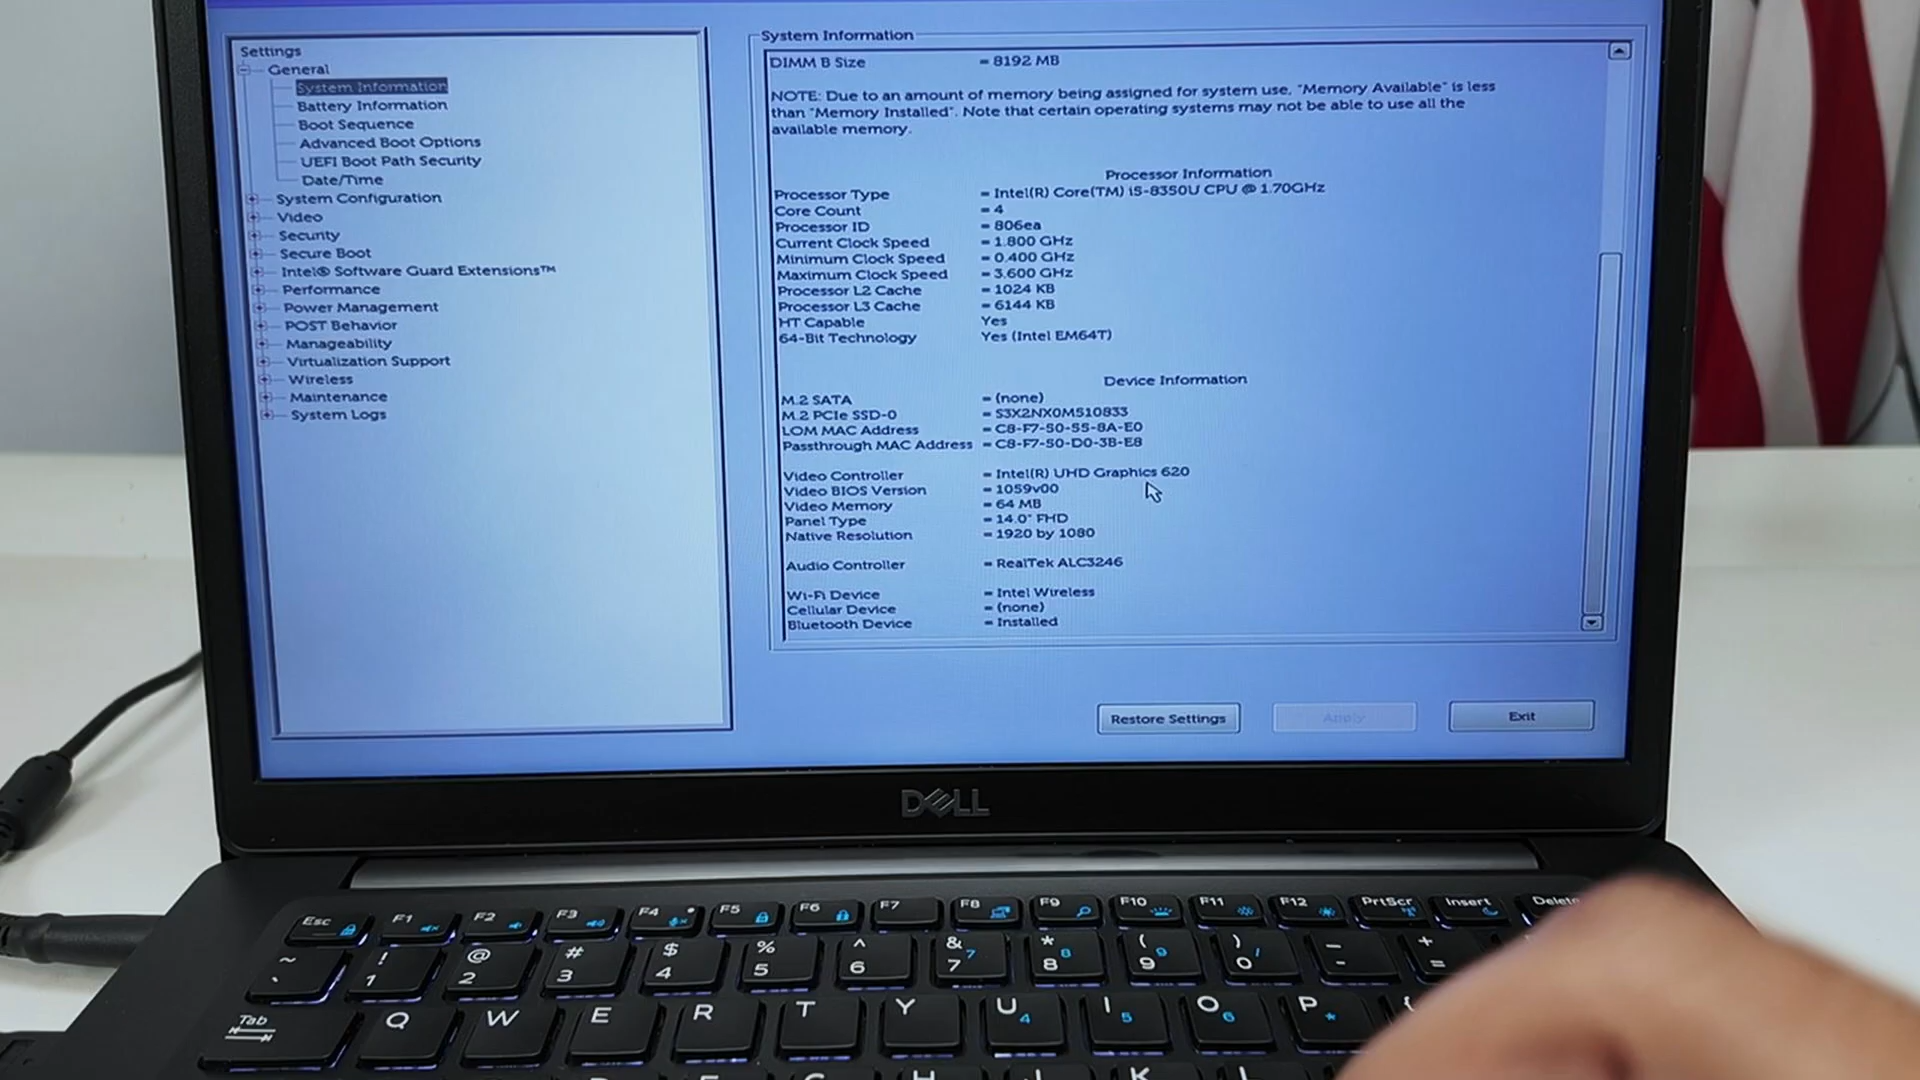 Settings
General
System Information
Battery Information
Boot Sequence
Advanced Boot Options
UEFI Boot Path Security
Date/Time
System Configuration
Video
Security
Secure Boot
Intel® Software Guard Extensions™
Performance
Power Management
POST Behavior
Manageability
Virtualization Support
Wireless
Maintenance
System Logs
System Information
DIMM B Size = 8192 MB
NOTE: Due to an amount of memory being assigned for system use, "Memory Available" is less
than "Memory Installed". Note that certain operating systems may not be able to use all the
available memory.
Processor Information
Processor Type = Intel(R) Core(TM) i5-8350U CPU @ 1.70GHz
Core Count = 4
Processor ID = 806ea
Current Clock Speed = 1.800 GHz
Minimum Clock Speed = 0.400 GHz
Maximum Clock Speed = 3.600 GHz
Processor L2 Cache = 1024 KB
Processor L3 Cache = 6144 KB
HT Capable Yes
64-Bit Technology Yes (Intel EM64T)
Device Information
M.2 SATA = (none)
M.2 PCIe SSD-0 = S3X2NX0M510833
LOM MAC Address = C8-F7-50-55-8A-E0
Passthrough MAC Address = C8-F7-50-D0-3B-E8
Video Controller = Intel(R) UHD Graphics 620
Video BIOS Version = 1059v00
Video Memory = 64 MB
Panel Type = 14.0" FHD
Native Resolution = 1920 by 1080
Audio Controller = RealTek ALC3246
Wi-Fi Device = Intel Wireless
Cellular Device = (none)
Bluetooth Device = Installed
Restore Settings Apply Exit
DELL
Esc F1 F2 F3 F4 F5 F6 F7 F8 F9 F10 F11 F12 PrtScr Insert Delete
~ ! @ # $ % ^ & * ( ) _ +
` 1 2 3 4 5 6 7 7 8 8 9 9 0 / - =
Tab Q W E R T Y U 4 I 5 O 6 P * {
H J K L